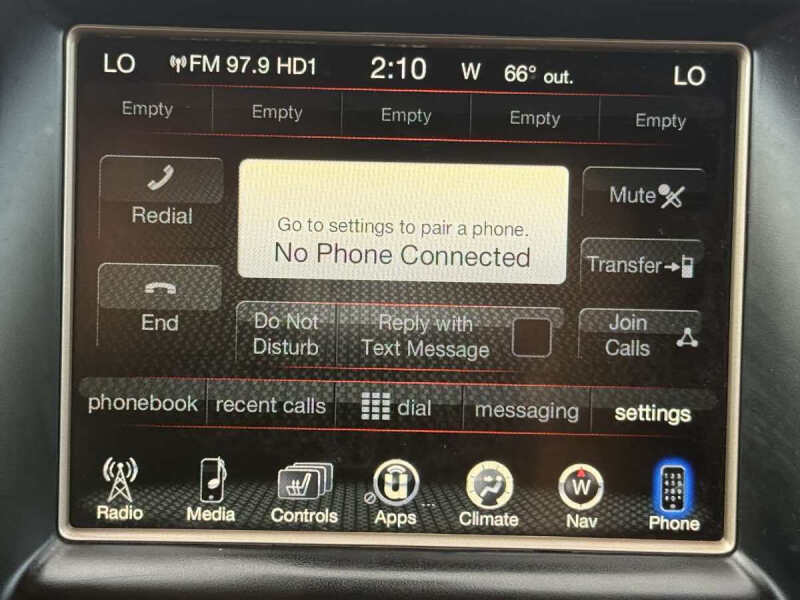 LO FM 97.9 HD1 2:10 W 66° out. LO
Empty Empty Empty Empty Empty
Redial
Go to settings to pair a phone.
No Phone Connected
Mute
Transfer
End
Do Not
Disturb
Reply with
Text Message
Join
Calls
phonebook recent calls dial messaging settings
U W
Radio Media Controls Apps ... Climate Nav Phone